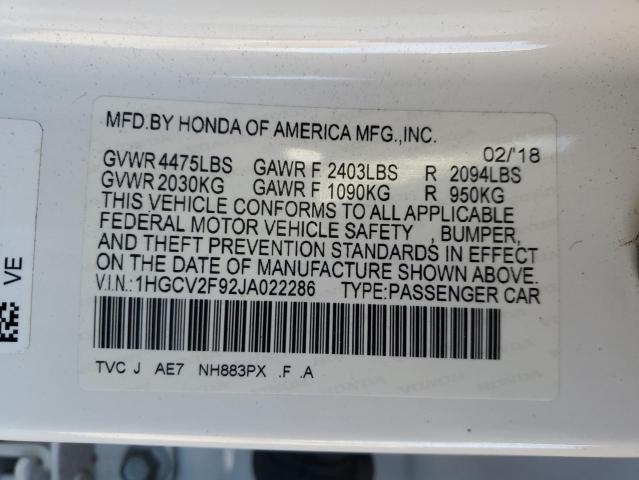 MFD.BY HONDA OF AMERICA MFG.,INC.
02/'18
GVWR 4475LBS GAWR F 2403LBS R 2094LBS
GVWR 2030KG GAWR F 1090KG R 950KG
THIS VEHICLE CONFORMS TO ALL APPLICABLE
FEDERAL MOTOR VEHICLE SAFETY , BUMPER,
AND THEFT PREVENTION STANDARDS IN EFFECT
ON THE DATE OF MANUFACTURE SHOWN ABOVE.
V.I.N.:1HGCV2F92JA022286 TYPE:PASSENGER CAR
TVC J AE7 NH883PX .F .A
VE